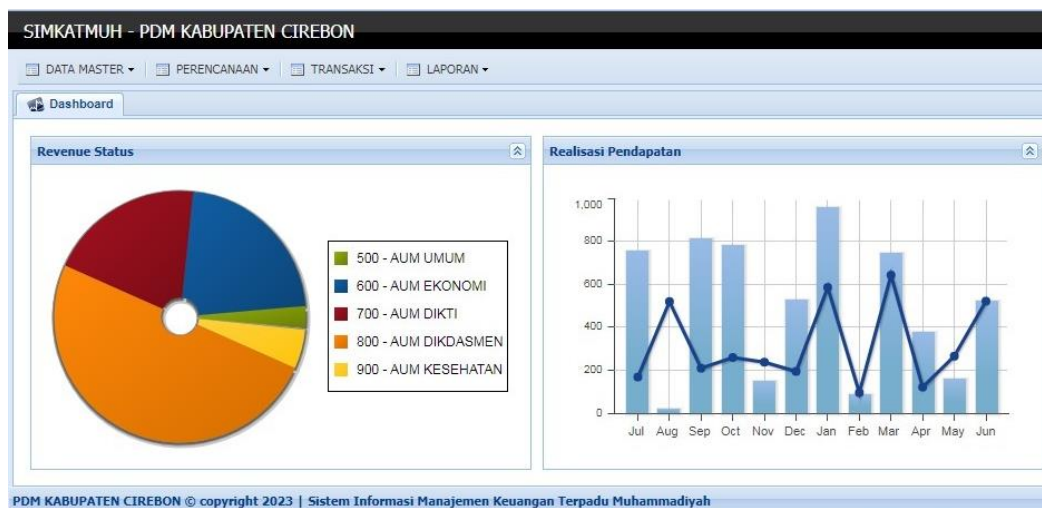 SIMKATMUH - PDM KABUPATEN CIREBON
DATA MASTER PERENCANAAN TRANSAKSI LAPORAN
Dashboard
Revenue Status
500 - AUM UMUM
600 - AUM EKONOMI
700 - AUM DIKTI
800 - AUM DIKDASMEN
900 - AUM KESEHATAN
Realisasi Pendapatan
1,000
800
600
400
200
0
Jul Aug Sep Oct Nov Dec Jan Feb Mar Apr May Jun
PDM KABUPATEN CIREBON © copyright 2023 | Sistem Informasi Manajemen Keuangan Terpadu Muhammadiyah